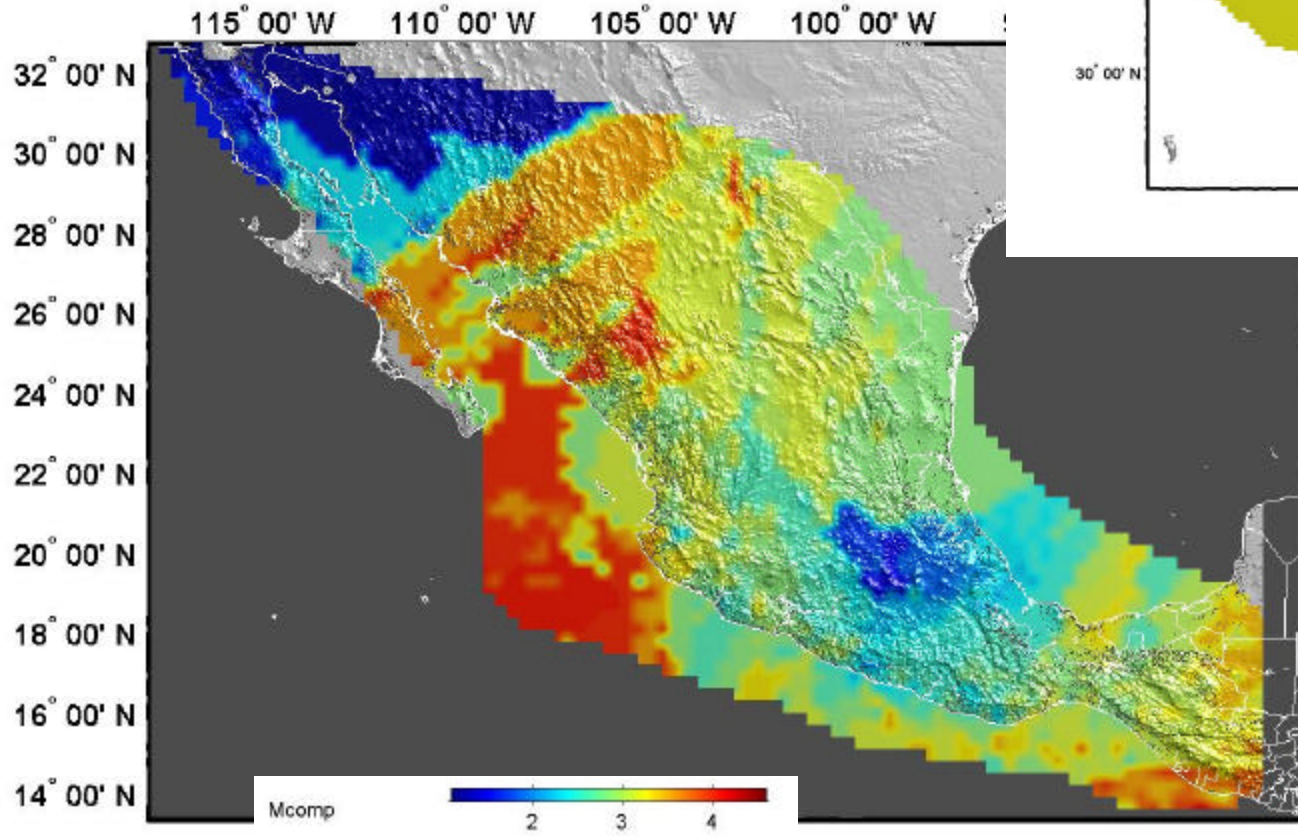 115° 00' W 110° 00' W 105° 00' W 100° 00' W
32° 00' N
30° 00' N
30° 00' N
28° 00' N
26° 00' N
24° 00' N
22° 00' N
20° 00' N
18° 00' N
16° 00' N
14° 00' N
Mcomp
2 3 4